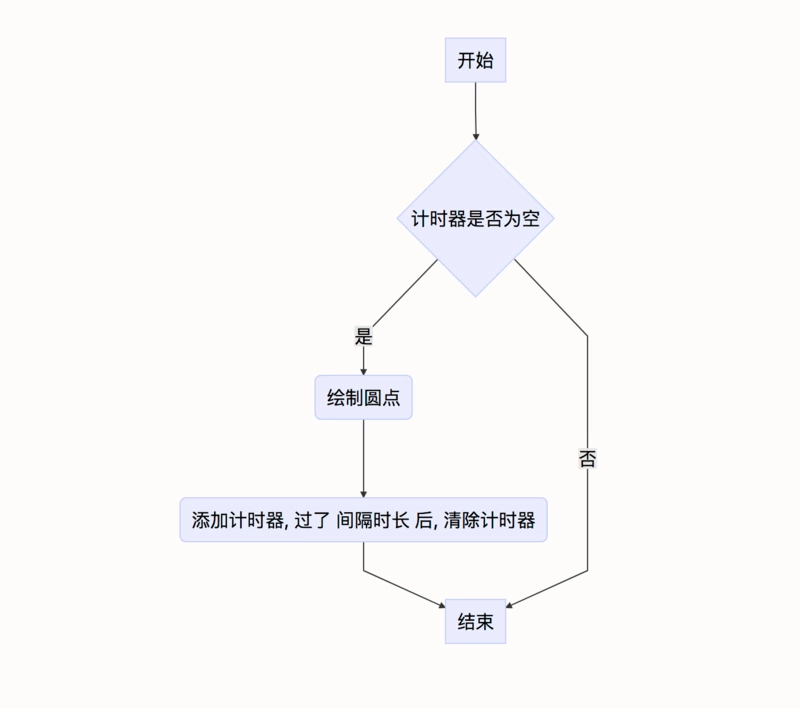 开始
计时器是否为空
是
绘制圆点
否
添加计时器, 过了 间隔时长 后, 清除计时器
结束